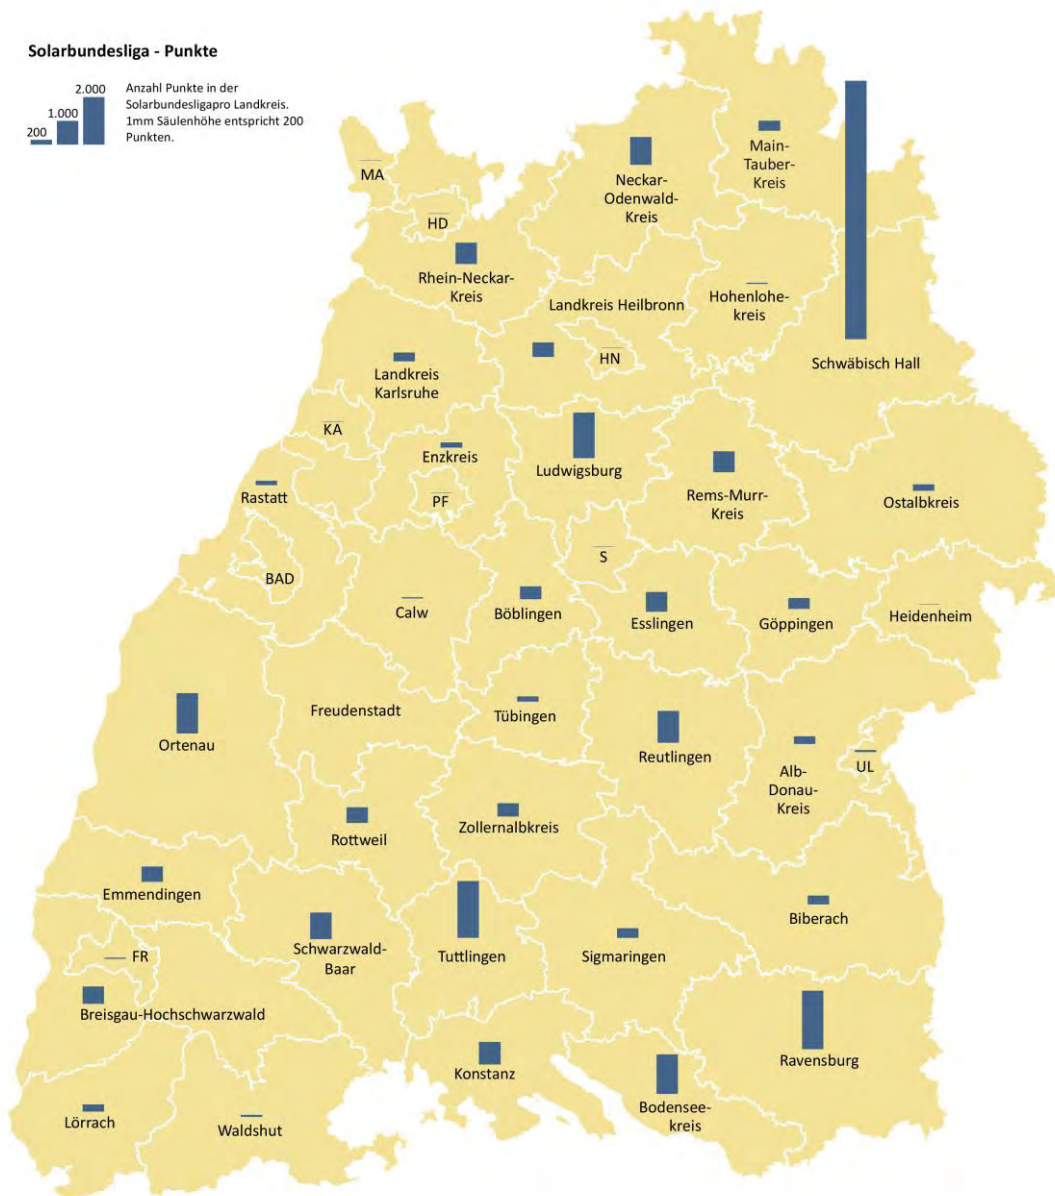 Solarbundesliga - Punkte
2.000
1.000
200
Anzahl Punkte in der
Solarbundesligapro Landkreis.
1mm Säulenhöhe entspricht 200
Punkten.
MA
Main-
Tauber-
Kreis
Neckar-
Odenwald-
Kreis
HD
Rhein-Neckar-
Kreis
Landkreis Heilbronn
Hohenlohe-
kreis
HN
Schwäbisch Hall
Landkreis
Karlsruhe
KA
Enzkreis
Ludwigsburg
Rastatt
PF
Rems-Murr-
Kreis
Ostalbkreis
S
BAD
Calw
Böblingen
Esslingen
Göppingen
Heidenheim
Freudenstadt
Tübingen
Ortenau
Reutlingen
UL
Alb-
Donau-
Kreis
Rottweil
Zollernalbkreis
Emmendingen
Biberach
Schwarzwald-
Baar
Tuttlingen
Sigmaringen
FR
Breisgau-Hochschwarzwald
Konstanz
Ravensburg
Bodensee-
kreis
Lörrach
Waldshut